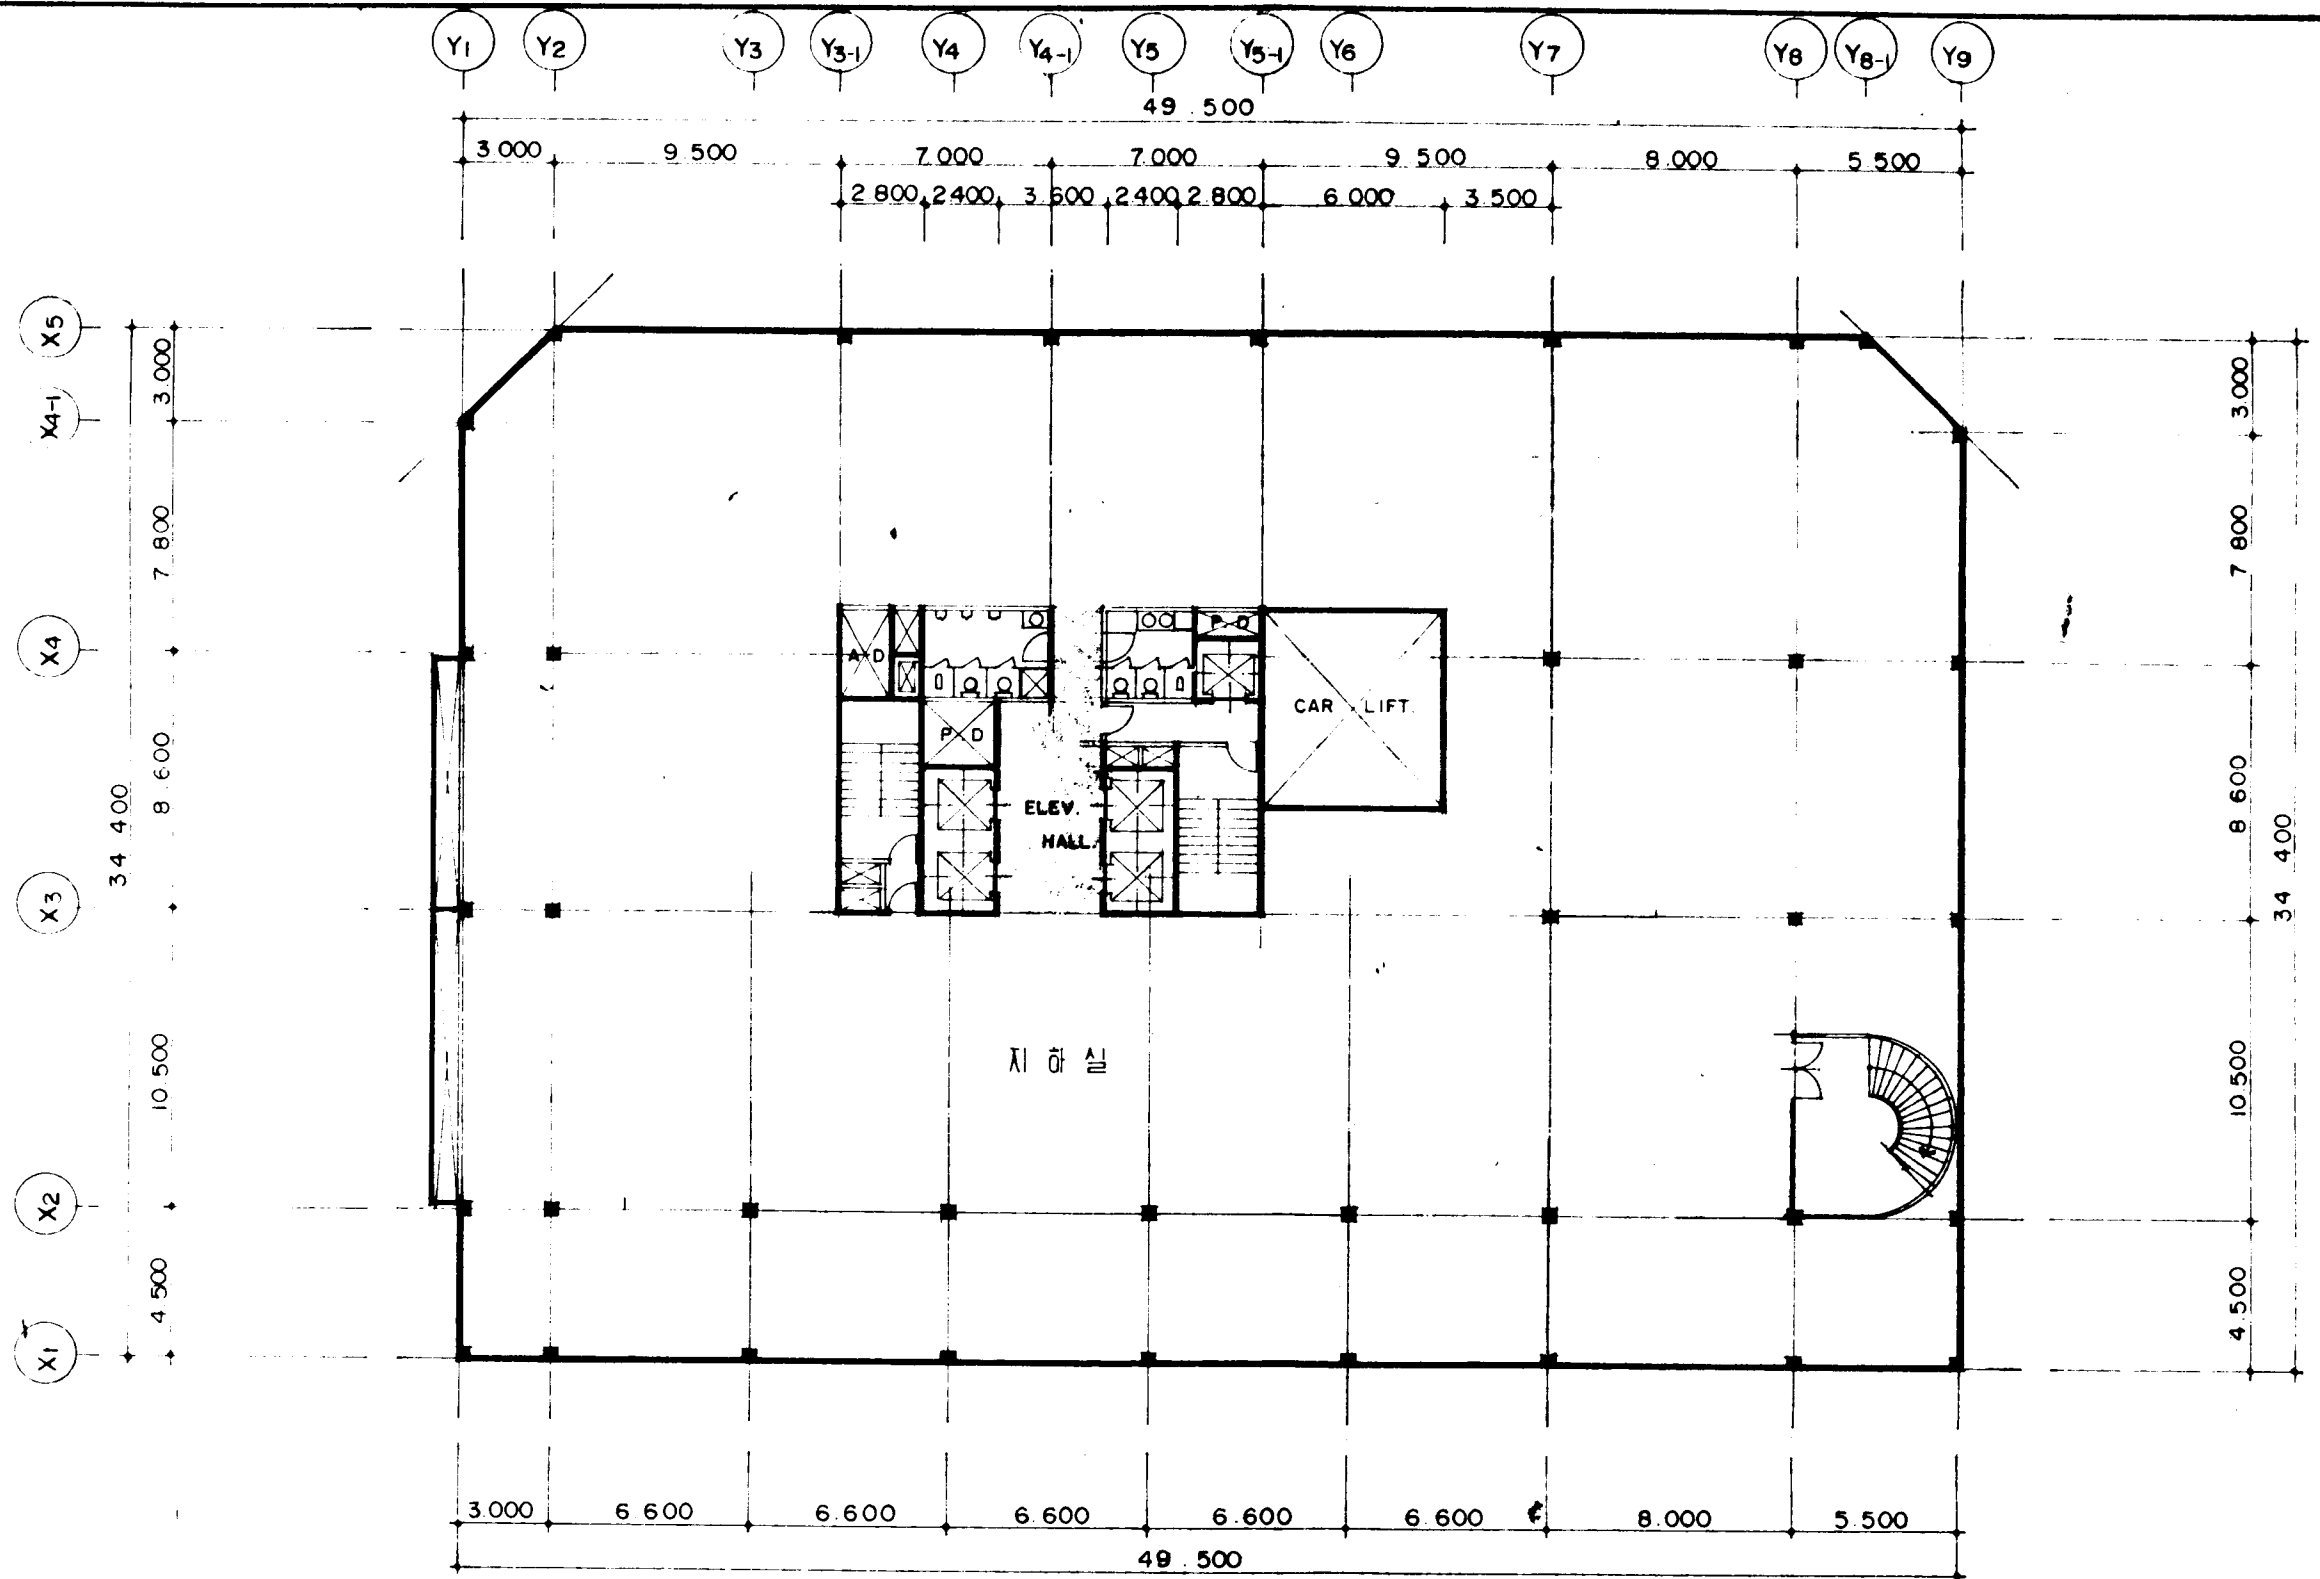 Y1 Y2 Y3 Y3-1 Y4 Y4-1 Y5 Y5-1 Y6 Y7 Y8 Y8-1 Y9
49.500
3.000 9.500 7.000 7.000 9.500 8.000 5.500
2.800 2400 3.600 2400 2.800 6.000 3.500
X5
X4-1
X4
X3
X2
X1
3.000
7.800
8.600
10.500
4.500
34.400
A D
P D
P D
CAR LIFT.
ELEV.
HALL.
지하실
3.000
7.800
8.600
10.500
4.500
34.400
3.000 6.600 6.600 6.600 6.600 6.600 8.000 5.500
49.500